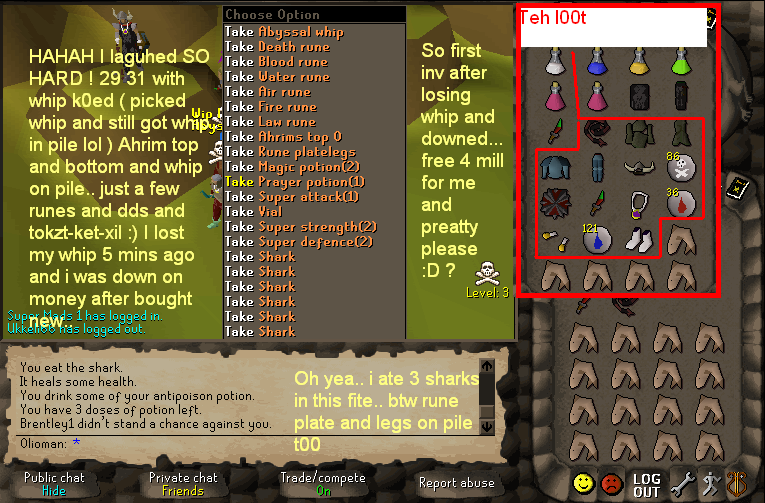 HAHAH I laguhed SO
HARD ! 29 31 with
whip k0ed ( picked
whip and still got whip
in pile lol ) Ahrim top
and bottom and whip
on pile.. just a few
runes and dds and
tokzt-ket-xil :) I lost
my whip 5 mins ago
and i was down on
money after bought
new..
Choose Option
Take Abyssal whip
Take Death rune
Take Blood rune
Take Water rune
Take Air rune
Take Fire rune
Take Law rune
Take Ahrims top 0
Take Rune platelegs
Take Magic potion(2)
Take Prayer potion(1)
Take Super attack(1)
Take Vial
Take Super strength(2)
Take Super defence(2)
Take Shark
Take Shark
Take Shark
Take Shark
Take Shark
Take Shark
So first
inv after
losing
whip and
downed...
free 4 mill
for me
and
preatty
please
:D ?
Level: 3
Teh l00t
86
36
121
has logged in.
has logged out.
You eat the shark.
It heals some health.
You drink some of your antipoison potion.
You have 3 doses of potion left.
Brentley1 didn't stand a chance against you.
Olioman: *
Oh yea.. i ate 3 sharks
in this fite.. btw rune
plate and legs on pile
t00
Public chat
Hide
Private chat
Friends
Trade/compete
On
Report abuse
LOG
OUT